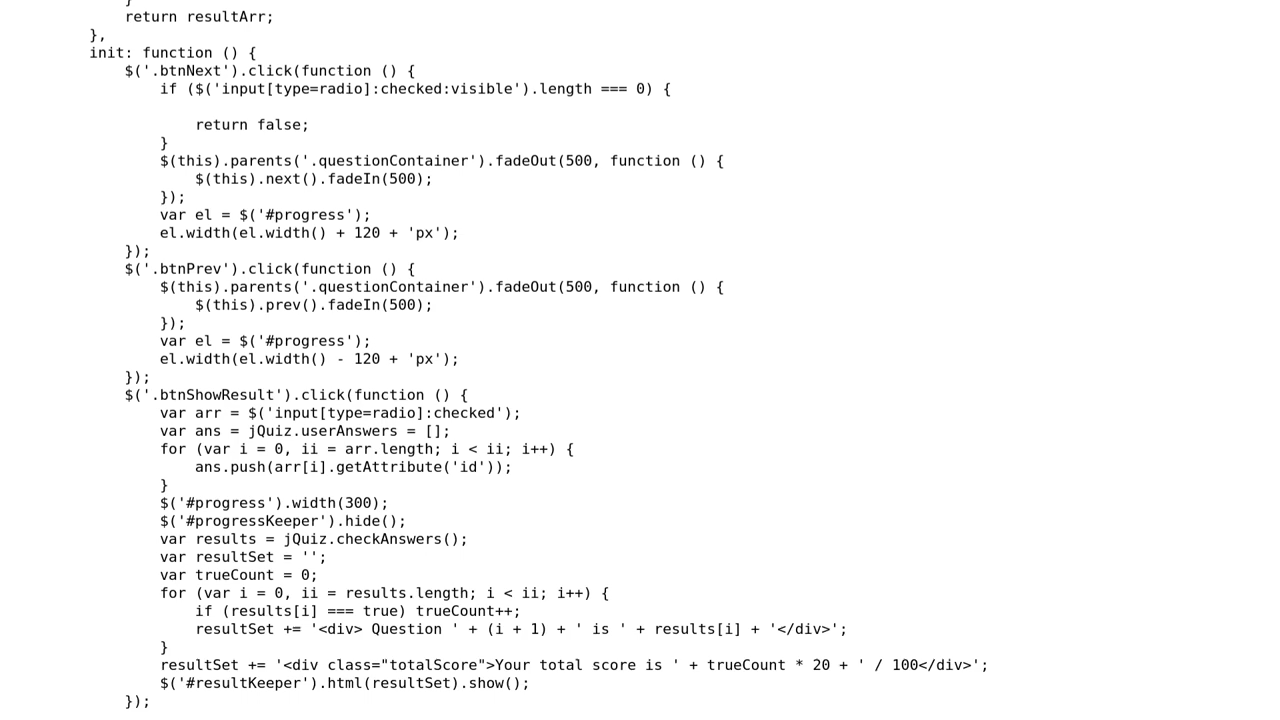 }
return resultArr;
},
init: function () {
$('.btnNext').click(function () {
if ($('input[type=radio]:checked:visible').length === 0) {
return false;
}
$(this).parents('.questionContainer').fadeOut(500, function () {
$(this).next().fadeIn(500);
});
var el = $('#progress');
el.width(el.width() + 120 + 'px');
});
$('.btnPrev').click(function () {
$(this).parents('.questionContainer').fadeOut(500, function () {
$(this).prev().fadeIn(500);
});
var el = $('#progress');
el.width(el.width() - 120 + 'px');
});
$('.btnShowResult').click(function () {
var arr = $('input[type=radio]:checked');
var ans = jQuiz.userAnswers = [];
for (var i = 0, ii = arr.length; i < ii; i++) {
ans.push(arr[i].getAttribute('id'));
}
$('#progress').width(300);
$('#progressKeeper').hide();
var results = jQuiz.checkAnswers();
var resultSet = '';
var trueCount = 0;
for (var i = 0, ii = results.length; i < ii; i++) {
if (results[i] === true) trueCount++;
resultSet += '<div> Question ' + (i + 1) + ' is ' + results[i] + '</div>';
}
resultSet += '<div class="totalScore">Your total score is ' + trueCount * 20 + ' / 100</div>';
$('#resultKeeper').html(resultSet).show();
});